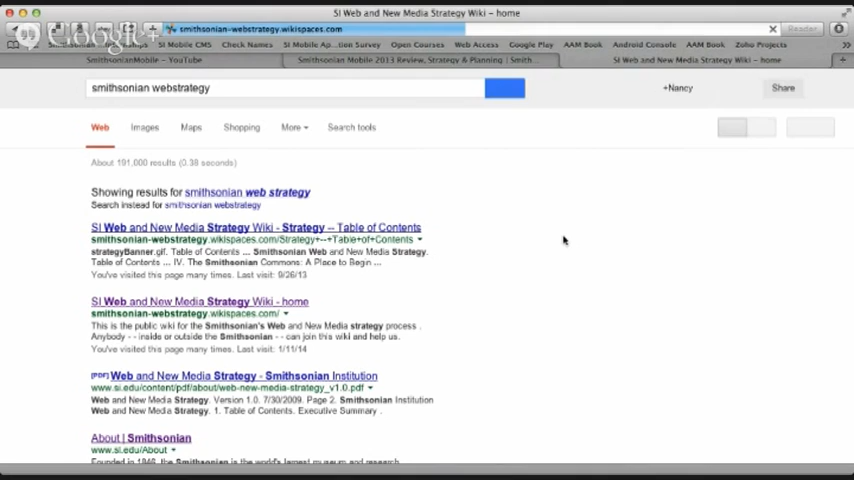 SI Web and New Media Strategy Wiki - home
smithsonian-webstrategy.wikispaces.com
Reader
Google+
SI Mobile CMS Check Names SI Mobile Ap tion Survey Open Courses Web Access Google Play AAM Book Android Console AAM Book Zoho Projects
SmithsonianMobile - YouTube
Smithsonian Mobile 2013 Review, Strategy & Planning | Smith...
SI Web and New Media Strategy Wiki - home
smithsonian webstrategy
+Nancy
Share
Web Images Maps Shopping More Search tools
About 191,000 results (0.38 seconds)
Showing results for smithsonian web strategy
Search instead for smithsonian webstrategy
SI Web and New Media Strategy Wiki - Strategy -- Table of Contents
smithsonian-webstrategy.wikispaces.com/Strategy+--+Table+of+Contents
strategyBanner.gif. Table of Contents ... Smithsonian Web and New Media Strategy.
Table of Contents ... IV. The Smithsonian Commons: A Place to Begin ...
You've visited this page many times. Last visit: 9/26/13
SI Web and New Media Strategy Wiki - home
smithsonian-webstrategy.wikispaces.com/
This is the public wiki for the Smithsonian's Web and New Media strategy process .
Anybody - - inside or outside the Smithsonian - - can join this wiki and help us.
You've visited this page many times. Last visit: 1/11/14
[PDF] Web and New Media Strategy - Smithsonian Institution
www.si.edu/content/pdf/about/web-new-media-strategy_v1.0.pdf
Web and New Media Strategy. Version 1.0. 7/30/2009. Page 2. Smithsonian Institution
Web and New Media Strategy. 1. Table of Contents. Executive Summary .
About | Smithsonian
www.si.edu/About
Founded in 1846, the Smithsonian is the world's largest museum and research